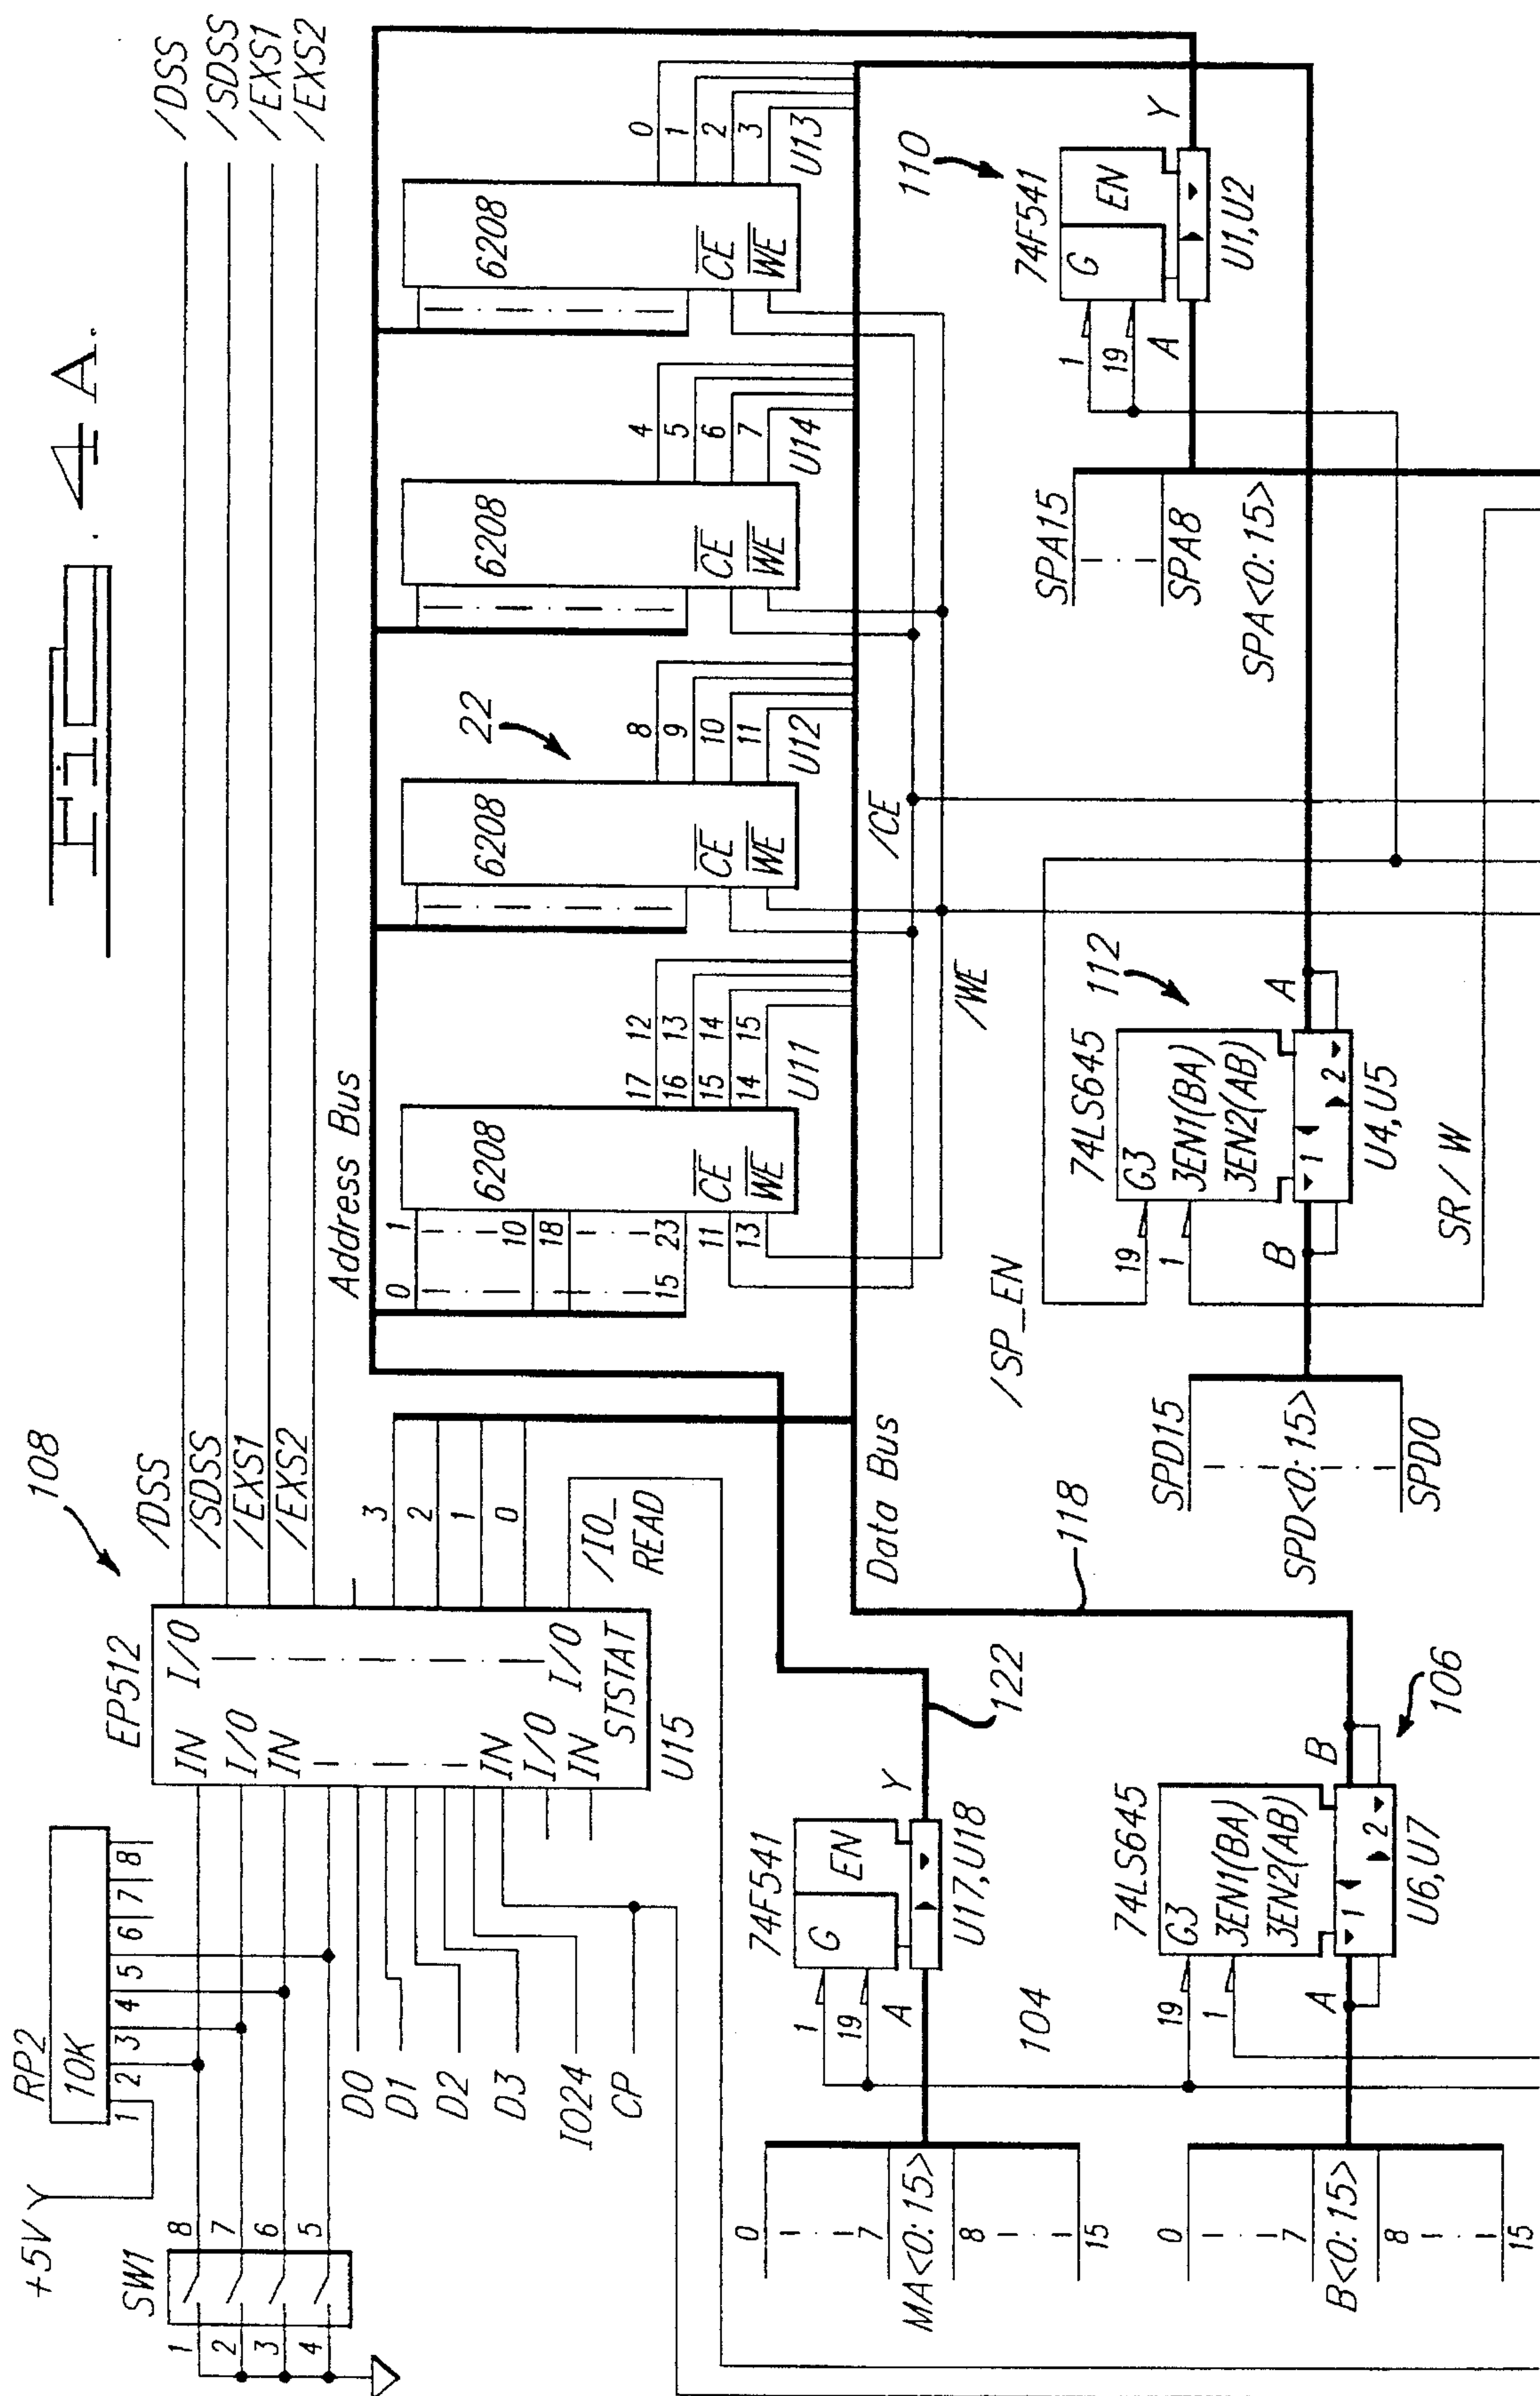 Fig. 4A.
/DSS
/SDSS
/EXS1
/EXS2
108
/DSS
/SDSS
/EXS1
/EXS2
+5V
RP2
10K
1 2 3 4 5 6 7 8
SW1
1 8
2 7
3 6
4 5
EP512
IN I/O
I/O
IN
IN
I/O I/O
IN
STSTAT
U15
3
2
1
0
/IO_
READ
D0
D1
D2
D3
IO24
CP
Address Bus
6208
0 1
10
18
15 23
11 CE
13 WE
17 12
16 13
15 14
14 15
U11
22
6208
CE
WE
8
9
10
11
U12
6208
CE
WE
4
5
6
7
U14
6208
CE
WE
0
1
2
3
U13
/CE
/WE
Data Bus
118
122
74F541
G EN
1
19
A
Y
U17,U18
104
0
7
MA<0:15>
8
15
74LS645
G3
3EN1(BA)
3EN2(AB)
19
1
A
B
1
2
U6,U7
106
0
7
B<0:15>
8
15
/SP_EN
112
74LS645
G3
3EN1(BA)
3EN2(AB)
19
1
B
A
1
2
U4,U5
SR/W
SPD15
SPD<0:15>
SPD0
110
74F541
G EN
1
19
A
Y
U1,U2
SPA15
SPA8
SPA<0:15>